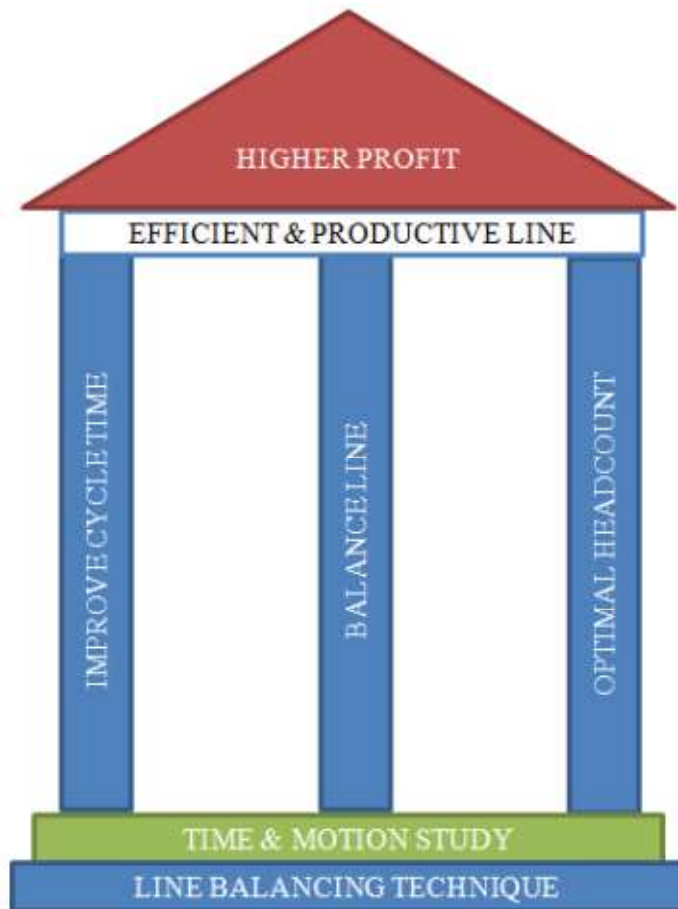 HIGHER PROFIT
EFFICIENT & PRODUCTIVE LINE
IMPROVE CYCLE TIME
BALANCE LINE
OPTIMAL HEADCOUNT
TIME & MOTION STUDY
LINE BALANCING TECHNIQUE